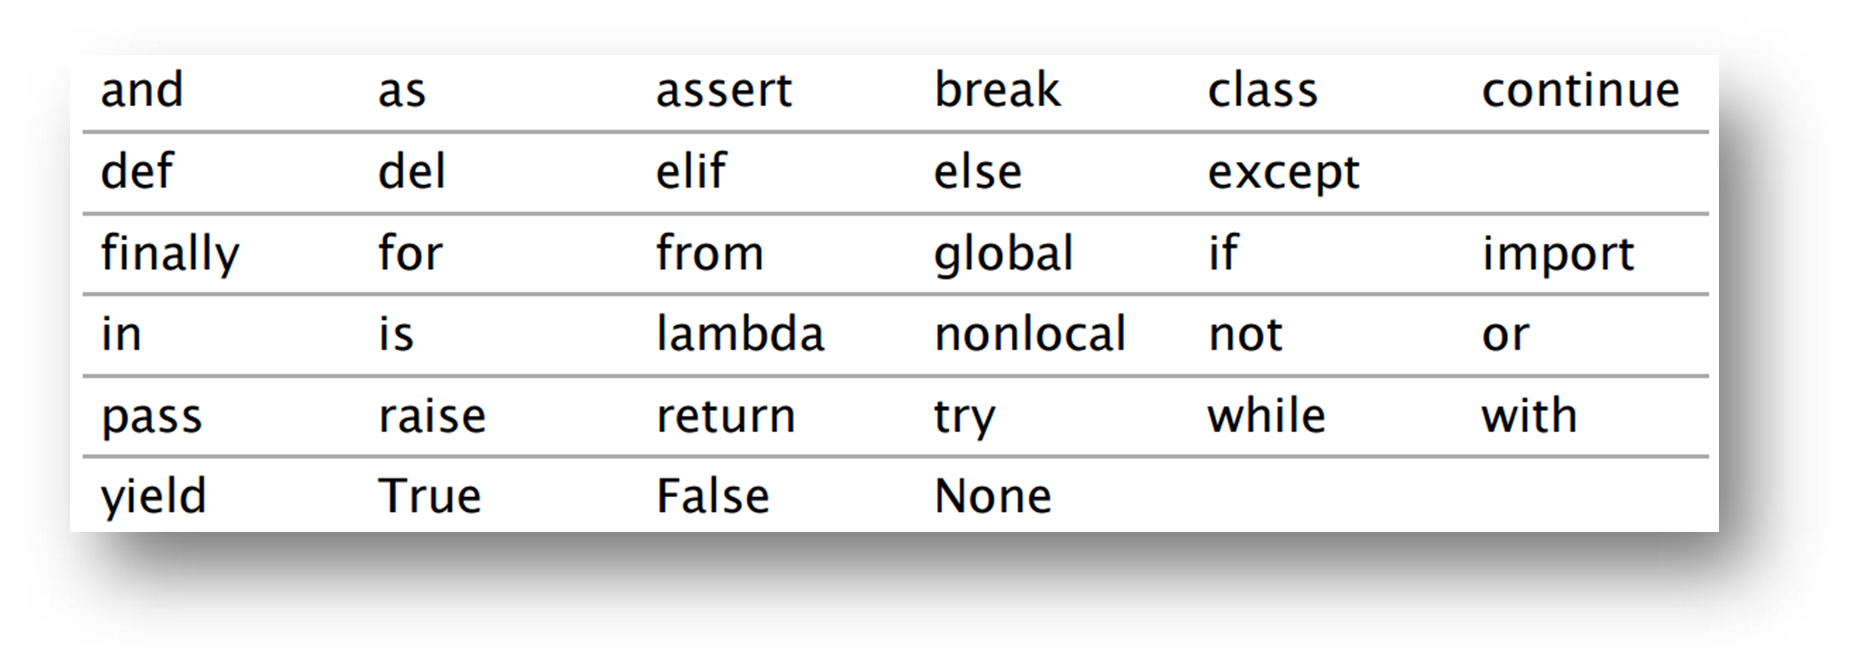 and as assert break class continue
def del elif else except
finally for from global if import
in is lambda nonlocal not or
pass raise return try while with
yield True False None